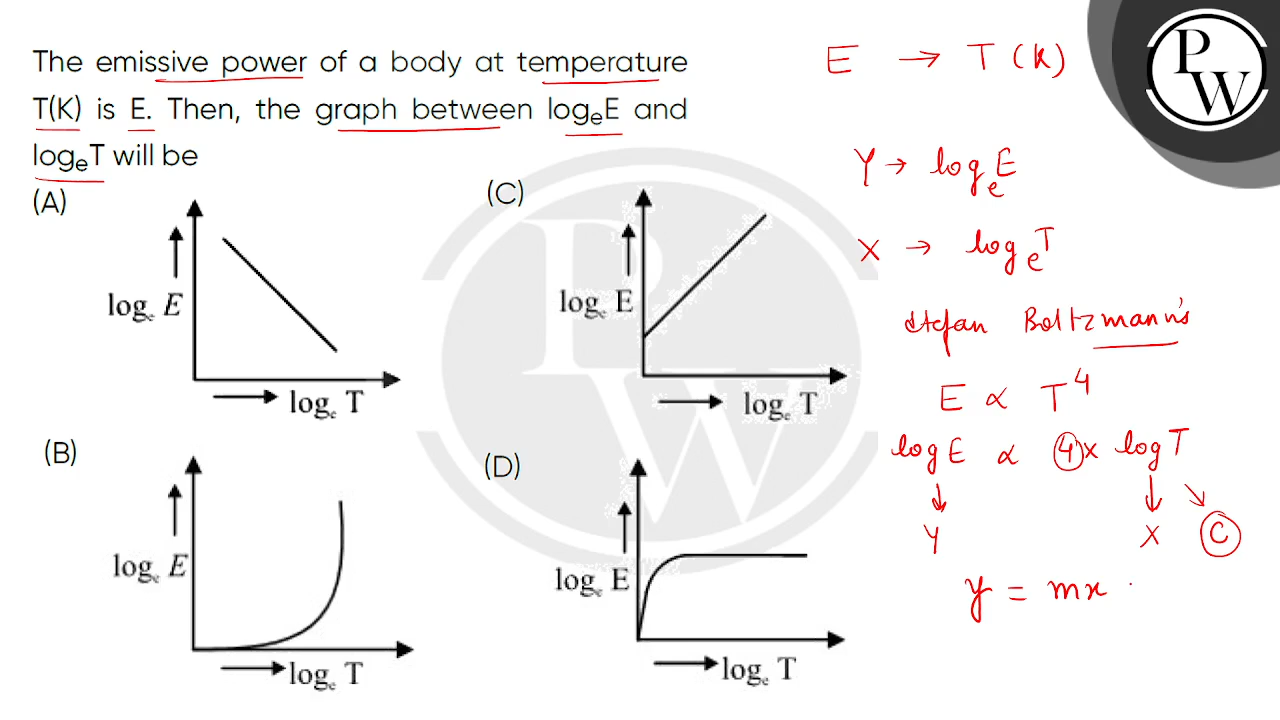 The emissive power of a body at temperature
T(K) is E. Then, the graph between logₑE and
logₑT will be
(A)
logₑ E
logₑ T
(B)
logₑ E
logₑ T
(C)
logₑ E
logₑ T
(D)
logₑ E
logₑ T
E → T (K)
Y → logₑE
X → logₑT
Stefan Boltzmann's
E ∝ T⁴
log E ∝ 4 x log T
↓ ↓ ↘
Y X C
y = mx
P
W